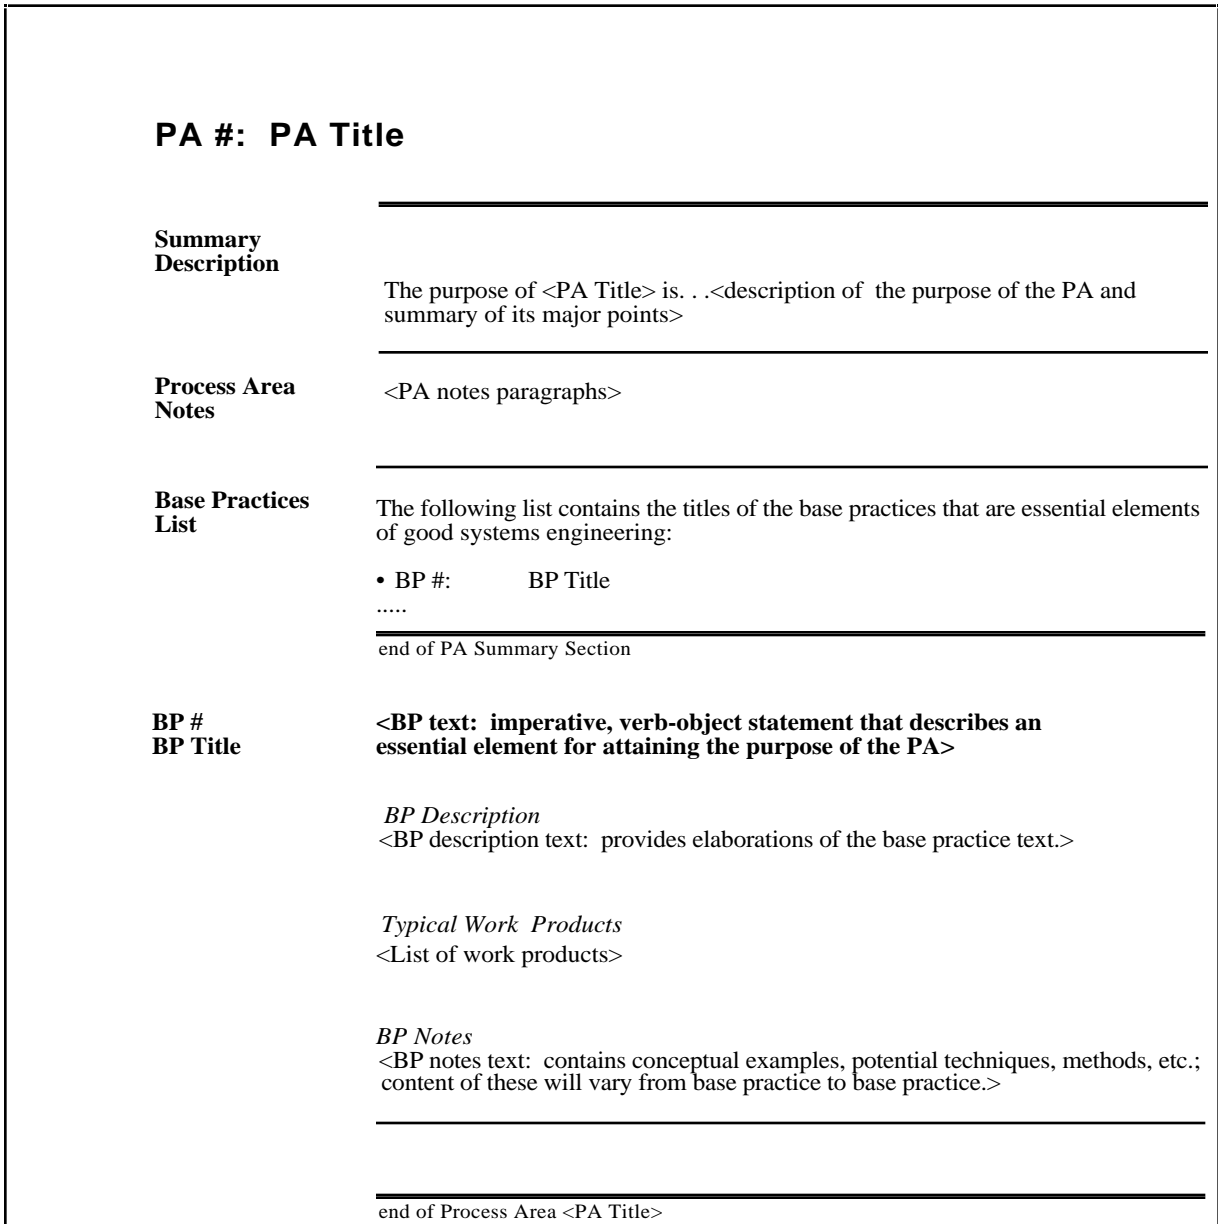 PA #:  PA Title
Summary
Description
The purpose of <PA Title> is. . .<description of  the purpose of the PA and
summary of its major points>
Process Area
Notes
<PA notes paragraphs>
Base Practices
List
The following list contains the titles of the base practices that are essential elements
of good systems engineering:
• BP #: BP Title
.....
end of PA Summary Section
BP #
BP Title
<BP text:  imperative, verb-object statement that describes an
essential element for attaining the purpose of the PA>
BP Description
<BP description text:  provides elaborations of the base practice text.>
Typical Work  Products
<List of work products>
BP Notes
<BP notes text:  contains conceptual examples, potential techniques, methods, etc.;
content of these will vary from base practice to base practice.>
end of Process Area <PA Title>